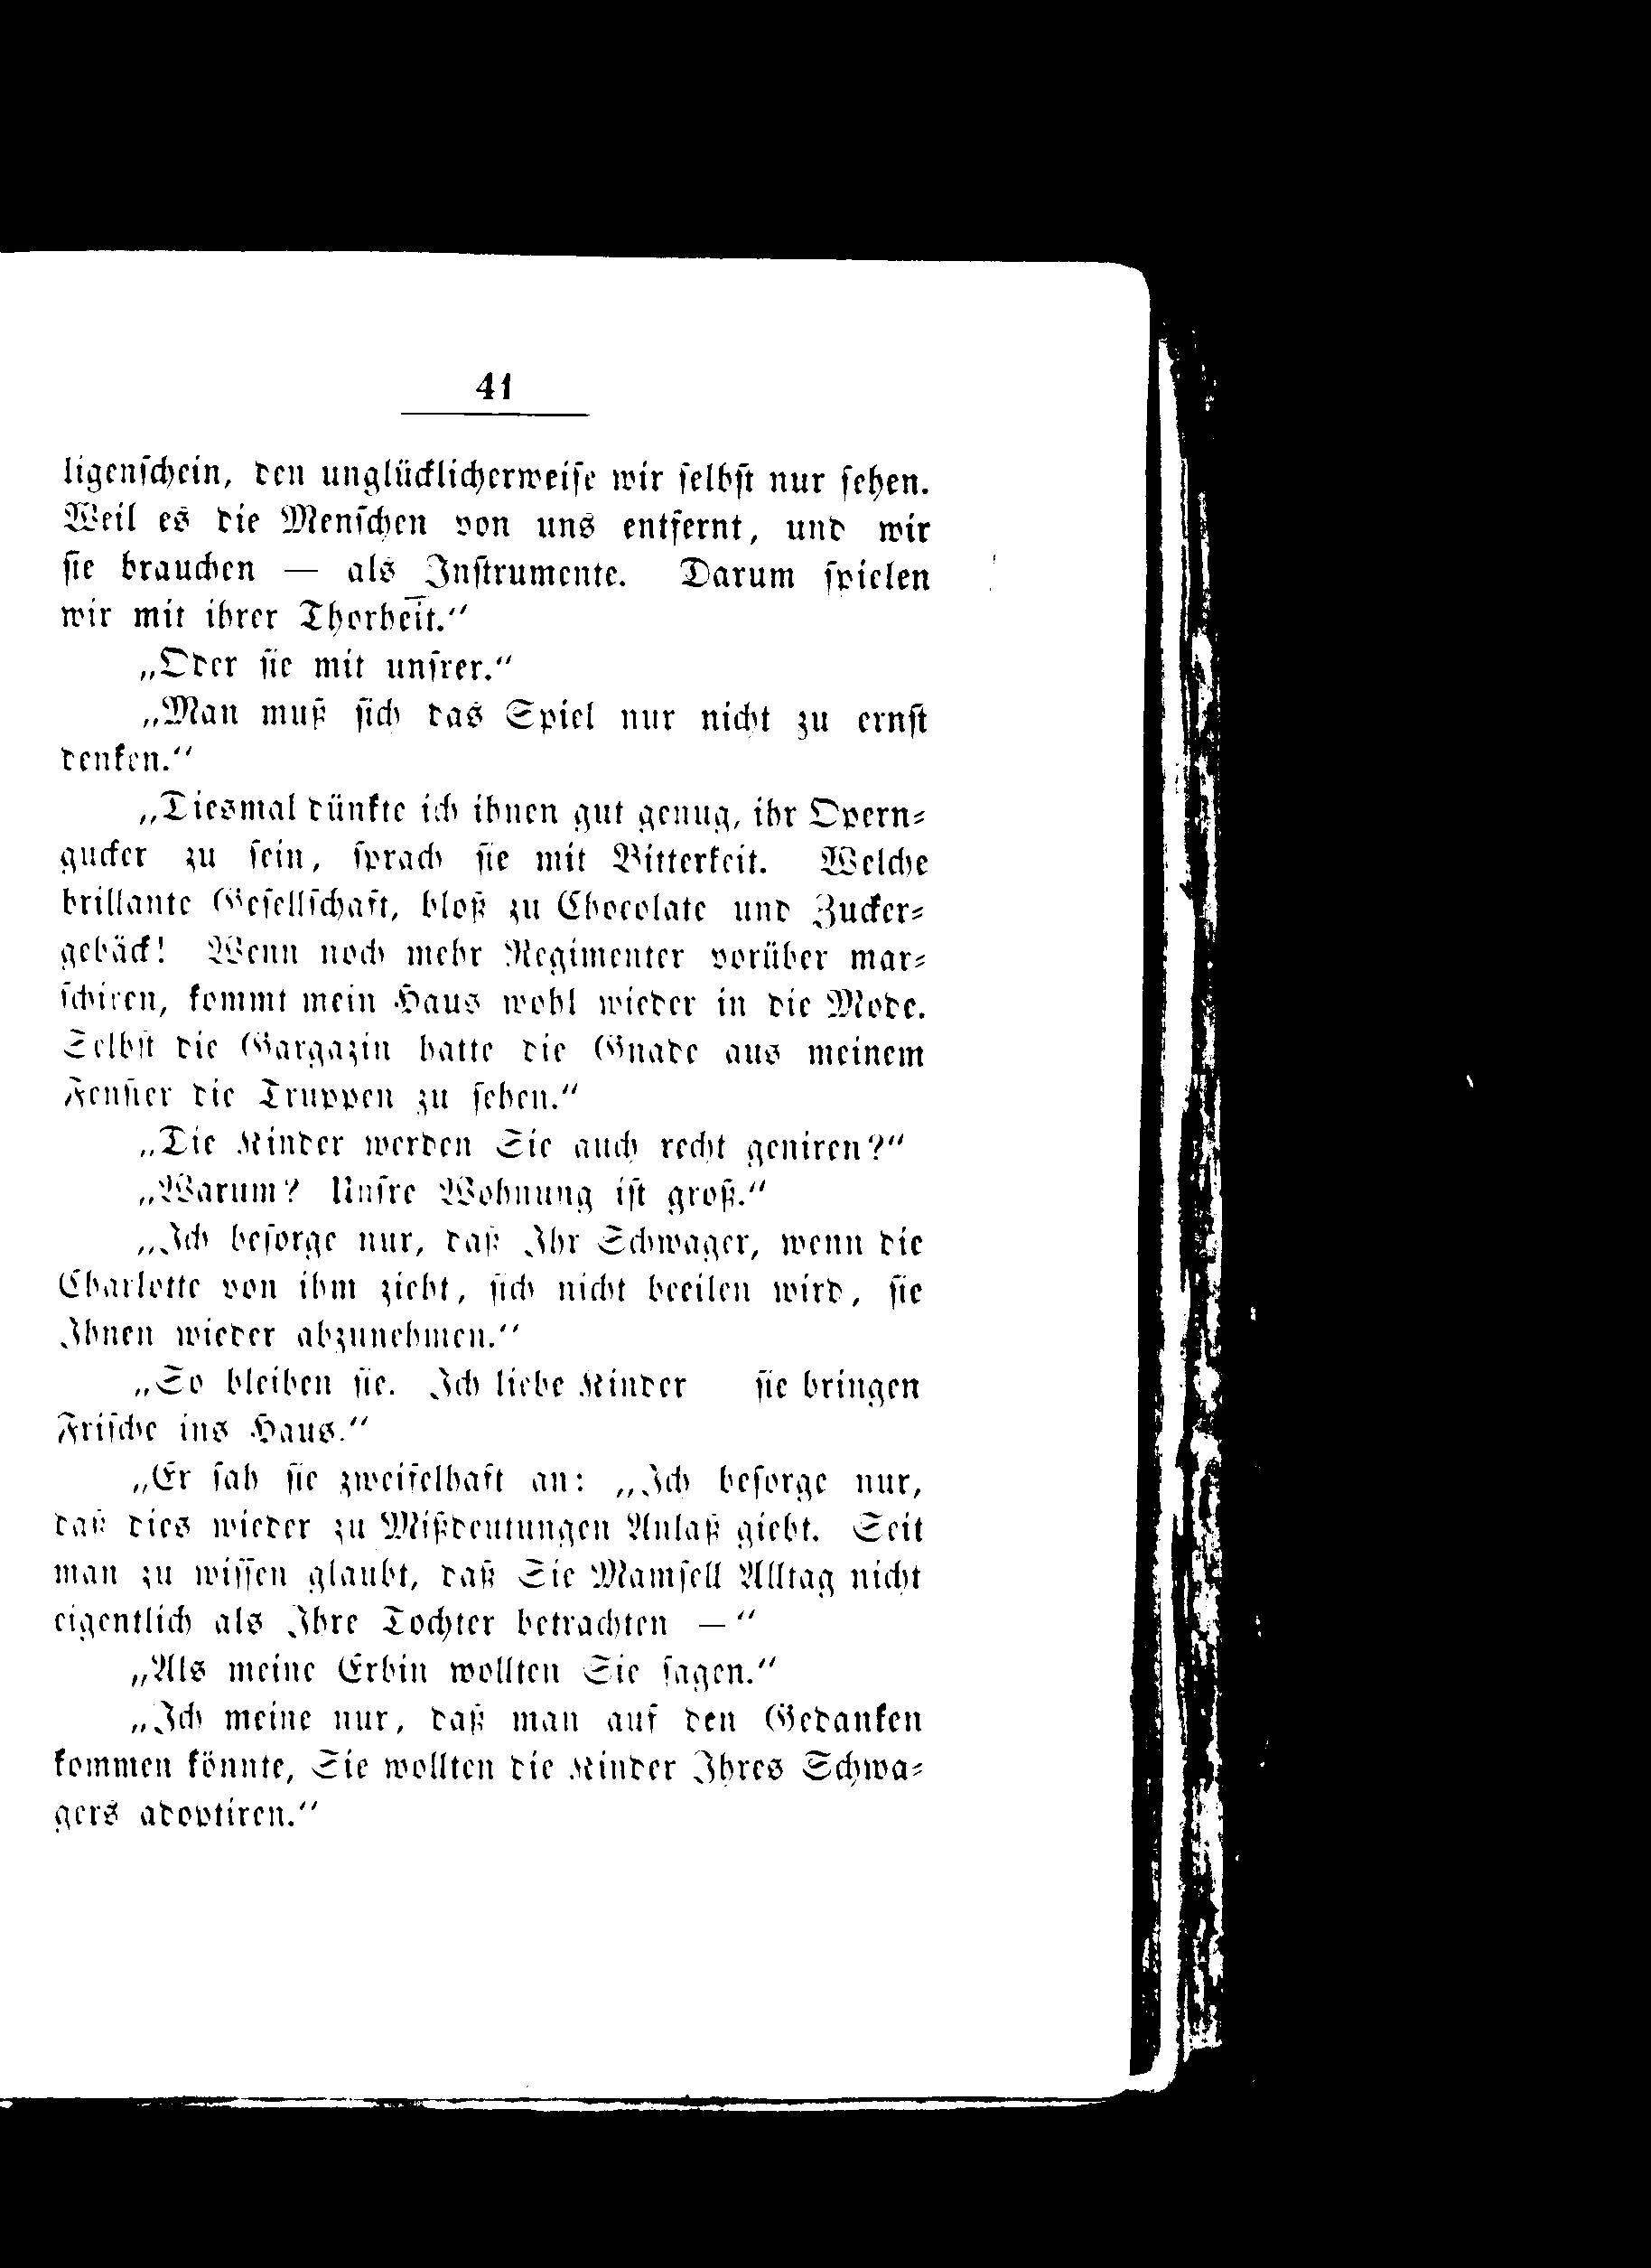 41
ligenſchein, den unglücklicherweiſe wir ſelbſt nur ſehen.
Weil es die Menſchen von uns entfernt, und wir
ſie brauchen — als Inſtrumente. Darum ſpielen
wir mit ihrer Thorheit.“
„Oder ſie mit unſrer.“
„Man muß ſich das Spiel nur nicht zu ernſt
denken.“
„Diesmal dünkte ich ihnen gut genug, ihr Opern⸗
gucker zu ſein, ſprach ſie mit Bitterkeit. Welche
brillante Geſellſchaft, bloß zu Chocolate und Zucker⸗
gebäck! Wenn noch mehr Regimenter vorüber mar⸗
ſchiren, kommt mein Haus wohl wieder in die Mode.
Selbſt die Gargazin hatte die Gnade aus meinem
Fenſter die Truppen zu ſehen.“
„Die Kinder werden Sie auch recht geniren?“
„Warum? Unſre Wohnung iſt groß.“
„Ich beſorge nur, daß Ihr Schwager, wenn die
Charlotte von ihm zieht, ſich nicht beeilen wird, ſie
Ihnen wieder abzunehmen.“
„So bleiben ſie. Ich liebe Kinder ſie bringen
Friſche ins Haus.“
„Er ſah ſie zweifelhaft an: „Ich beſorge nur,
daß dies wieder zu Mißdeutungen Anlaß giebt. Seit
man zu wiſſen glaubt, daß Sie Mamſell Alltag nicht
eigentlich als Ihre Tochter betrachten —“
„Als meine Erbin wollten Sie ſagen.“
„Ich meine nur, daß man auf den Gedanken
kommen könnte, Sie wollten die Kinder Ihres Schwa⸗
gers adoptiren.“